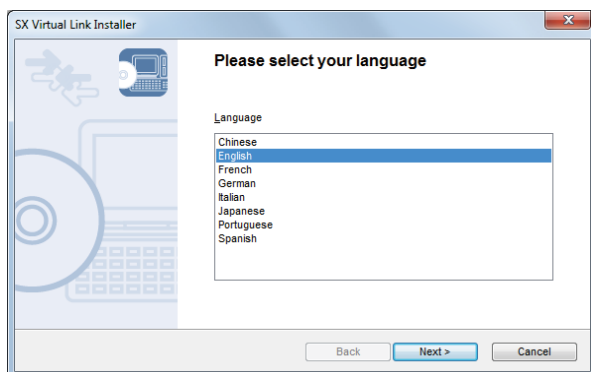 SX Virtual Link Installer
Please select your language
Language
Chinese
English
French
German
Italian
Japanese
Portuguese
Spanish
Back
Next >
Cancel